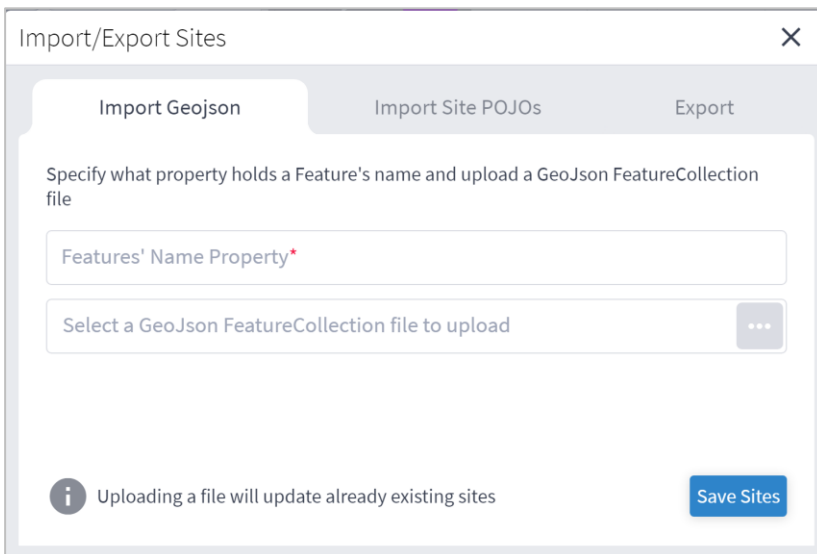 Import/Export Sites
Import Geojson
Import Site POJOs
Export
Specify what property holds a Feature's name and upload a GeoJson FeatureCollection
file
Features' Name Property*
Select a GeoJson FeatureCollection file to upload
Uploading a file will update already existing sites
Save Sites